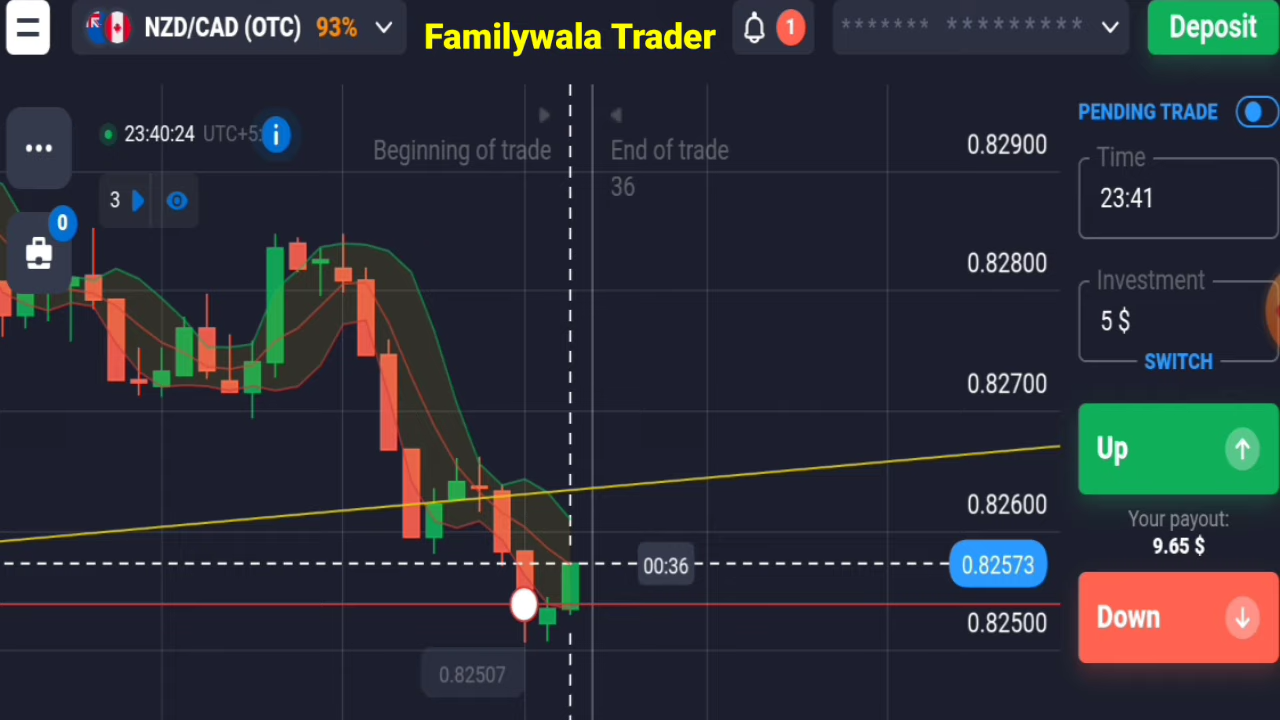 NZD/CAD (OTC) 93%
Familywala Trader
1
******* *********
Deposit
23:40:24 UTC+5:
i
Beginning of trade
End of trade
36
3
0
0.82900
0.82800
0.82700
0.82600
0.82573
0.82500
00:36
0.82507
PENDING TRADE
Time
23:41
Investment
5 $
SWITCH
Up
Your payout:
9.65 $
Down